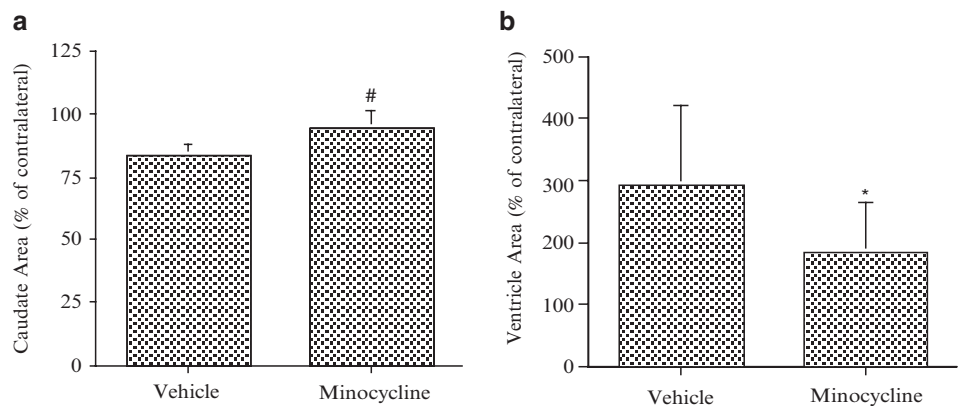 a
Caudate Area (% of contralateral)
125
100
75
50
25
0
#
Vehicle
Minocycline
b
Ventricle Area (% of contralateral)
500
400
300
200
100
0
*
Vehicle
Minocycline